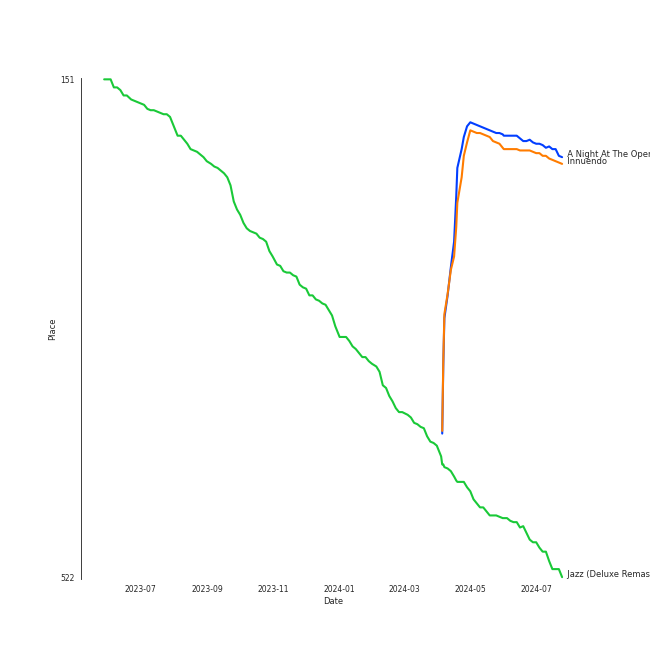 151
A Night At The Oper
Innuendo
Place
522
Jazz (Deluxe Remas
2023-07 2023-09 2023-11 2024-01 2024-03 2024-05 2024-07
Date